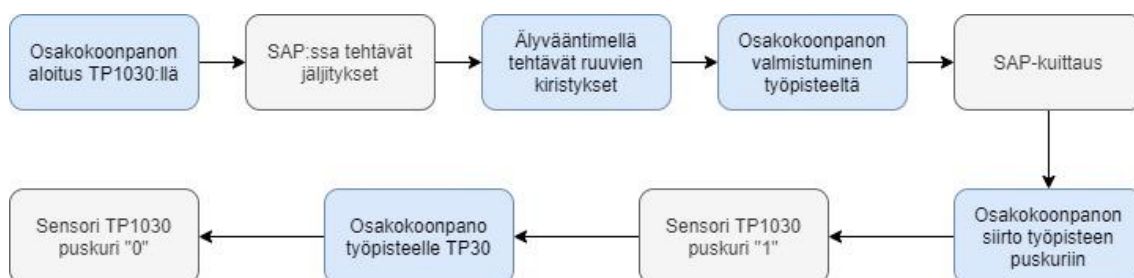 Osakokoonpanon
aloitus TP1030:llä
SAP:ssa tehtävät
jäljitykset
Älyvääntimellä
tehtävät ruuvien
kiristykset
Osakokoonpanon
valmistuminen
työpisteeltä
SAP-kuittaus
Osakokoonpanon
siirto työpisteen
puskuriin
Sensori TP1030
puskuri "1"
Osakokoonpano
työpisteelle TP30
Sensori TP1030
puskuri "0"